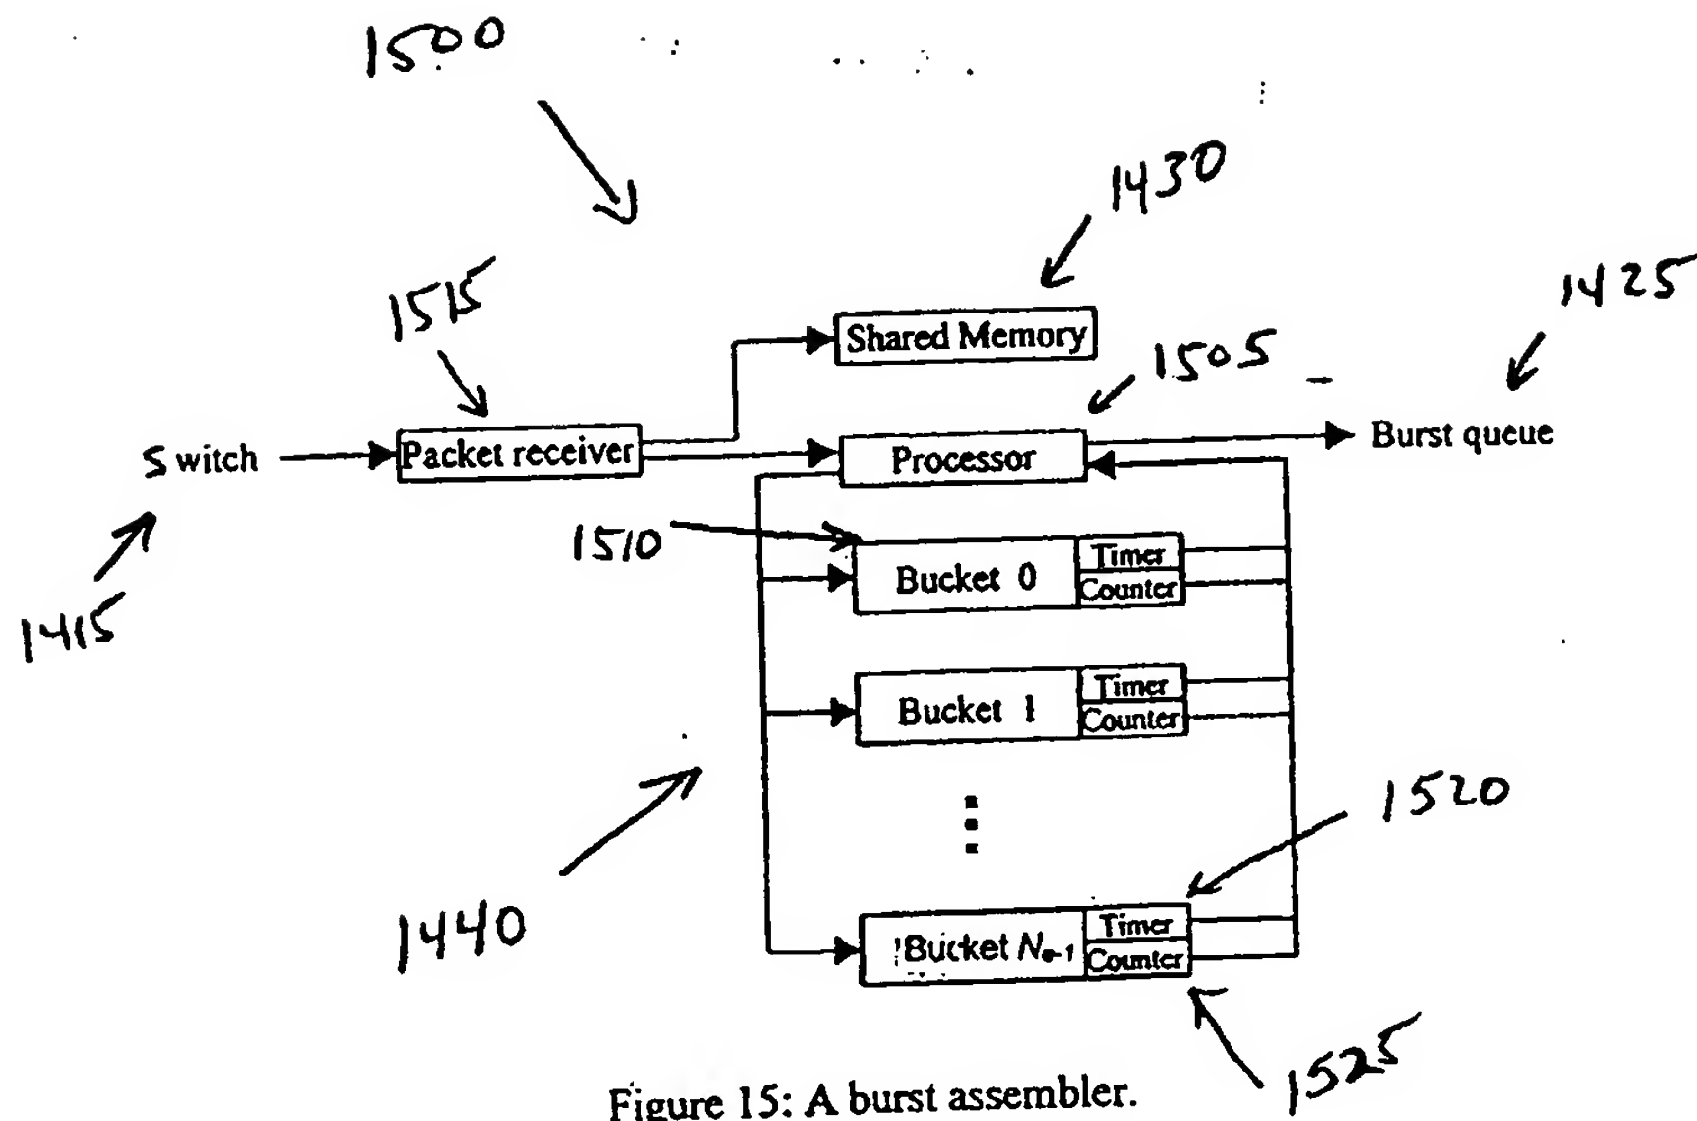 1500
1430
1425
1515
Shared Memory
1505
Switch
Packet receiver
Processor
Burst queue
1510
Bucket 0
Timer
Counter
1415
Bucket 1
Timer
Counter
1520
1440
Bucket Ne-1
Timer
Counter
1525
Figure 15: A burst assembler.